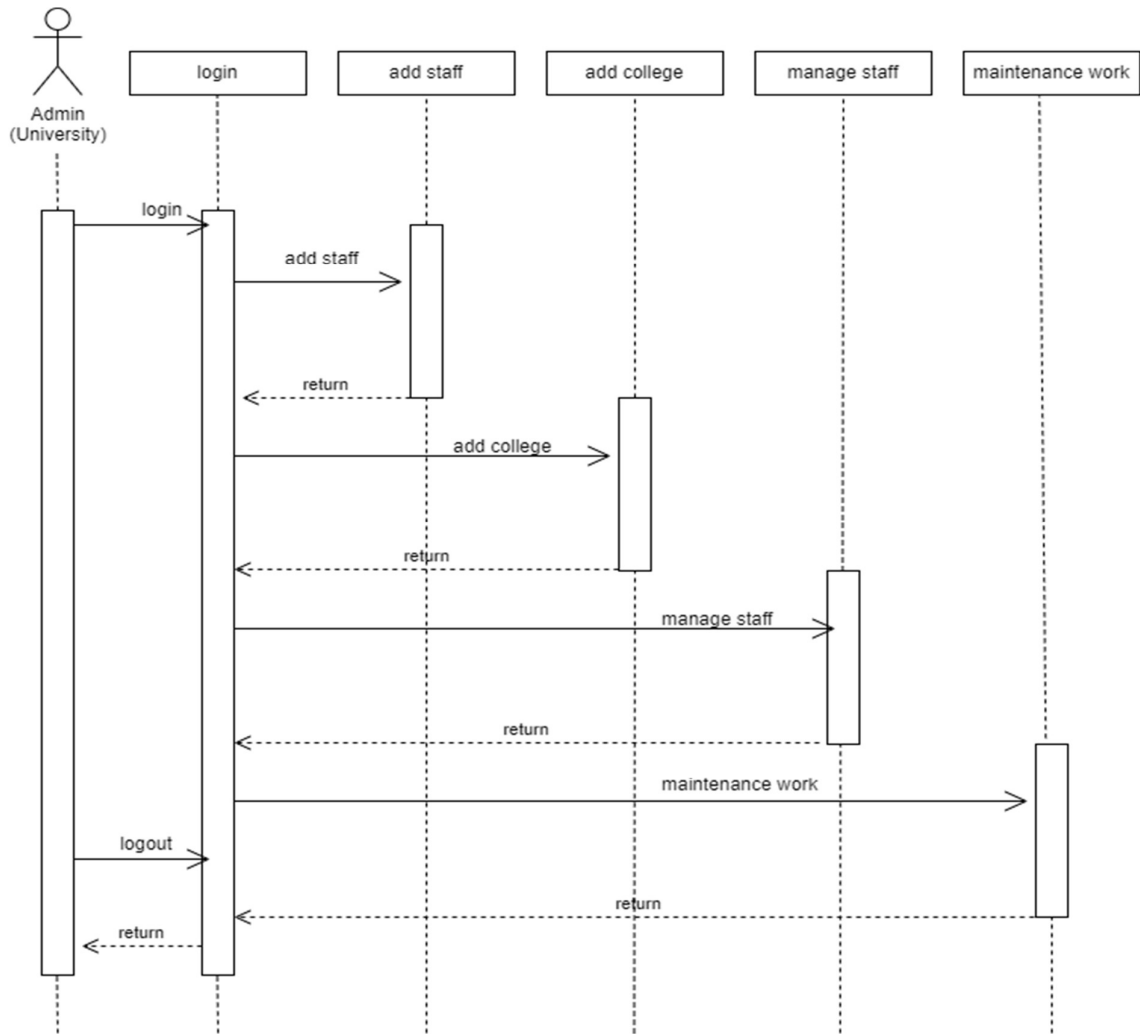 login
add staff
add college
manage staff
maintenance work
Admin
(University)
login
add staff
return
add college
return
manage staff
return
maintenance work
logout
return
return